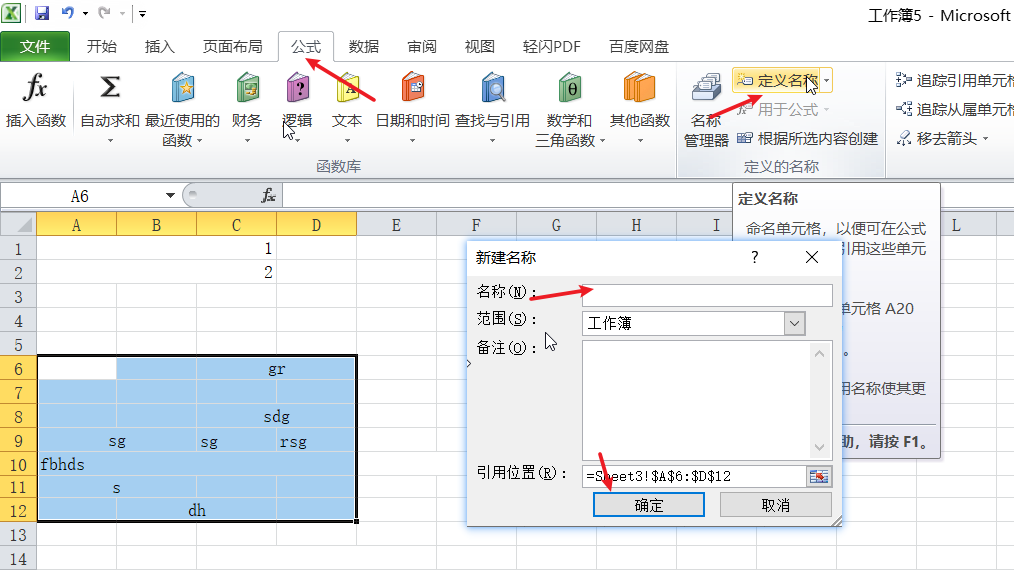 工作簿5 - Microsoft
文件 开始 插入 页面布局 公式 数据 审阅 视图 轻闪PDF 百度网盘
fx Σ ? A θ
插入函数 自动求和 最近使用的函数 财务 逻辑 文本 日期和时间 查找与引用 数学和三角函数 其他函数
函数库
名称管理器
定义名称
用于公式
根据所选内容创建
定义的名称
追踪引用单元格
追踪从属单元格
移去箭头
A6 fx
A B C D E F G H I L
1 1
2 2
3
4
5
6 gr
7
8 sdg
9 sg sg rsg
10 fbhds
11 s
12 dh
13
14
定义名称
命名单元格，以便可在公式
引用这些单元
单元格 A20
。
用名称使其更
助，请按 F1。
新建名称 ?
名称(N)：
范围(S)： 工作簿
备注(O)：
引用位置(R)： =Sheet3!$A$6:$D$12
确定 取消